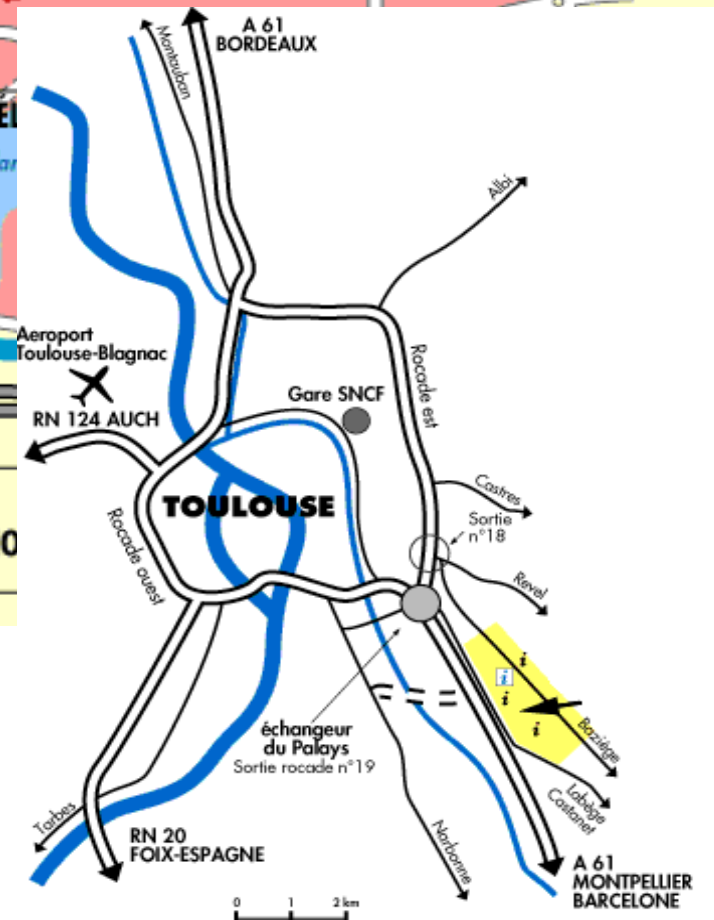 A 61
BORDEAUX
Montauban
Albi
Aeroport
Toulouse-Blagnac
RN 124 AUCH
Gare SNCF
Rocade est
TOULOUSE
Castres
Sortie
n°18
Rocade ouest
Revel
échangeur
du Palays
Sortie rocade n°19
i
i
i
i
Baziège
Labège
Castanet
Tarbes
RN 20
FOIX-ESPAGNE
Narbonne
A 61
MONTPELLIER
BARCELONE
0 1 2 km